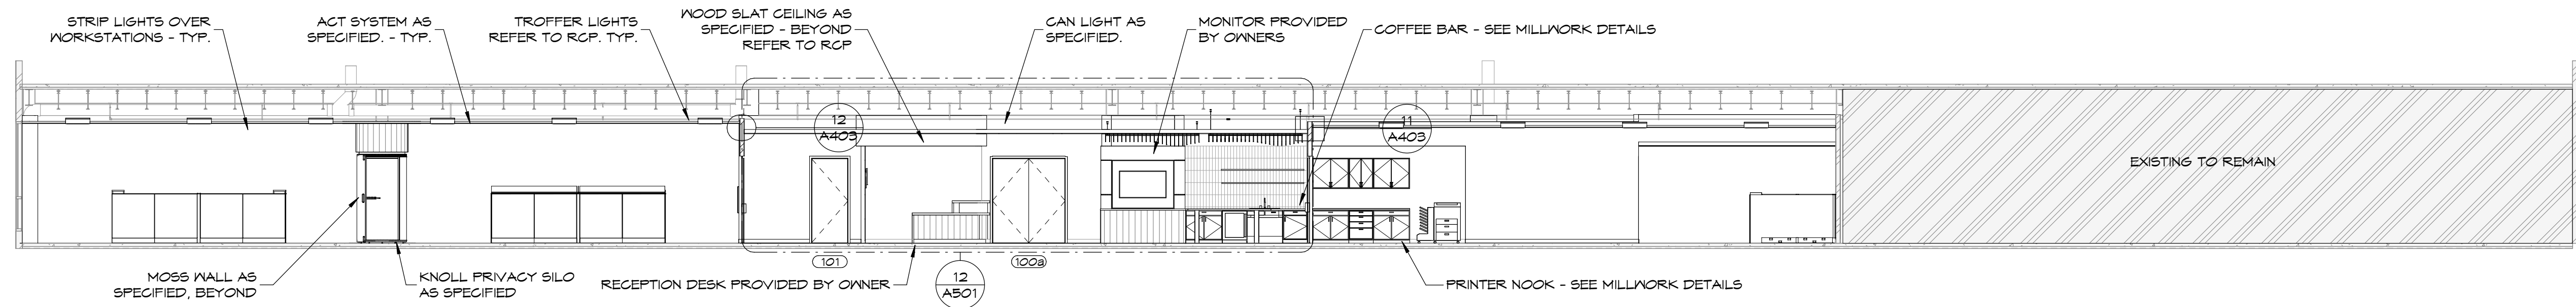 STRIP LIGHTS OVER
WORKSTATIONS - TYP.
ACT SYSTEM AS
SPECIFIED. - TYP.
TROFFER LIGHTS
REFER TO RCP. TYP.
WOOD SLAT CEILING AS
SPECIFIED - BEYOND
REFER TO RCP
CAN LIGHT AS
SPECIFIED.
MONITOR PROVIDED
BY OWNERS
COFFEE BAR - SEE MILLWORK DETAILS
12
A403
11
A403
EXISTING TO REMAIN
101
100a
MOSS WALL AS
SPECIFIED, BEYOND
KNOLL PRIVACY SILO
AS SPECIFIED
RECEPTION DESK PROVIDED BY OWNER
12
A501
PRINTER NOOK - SEE MILLWORK DETAILS